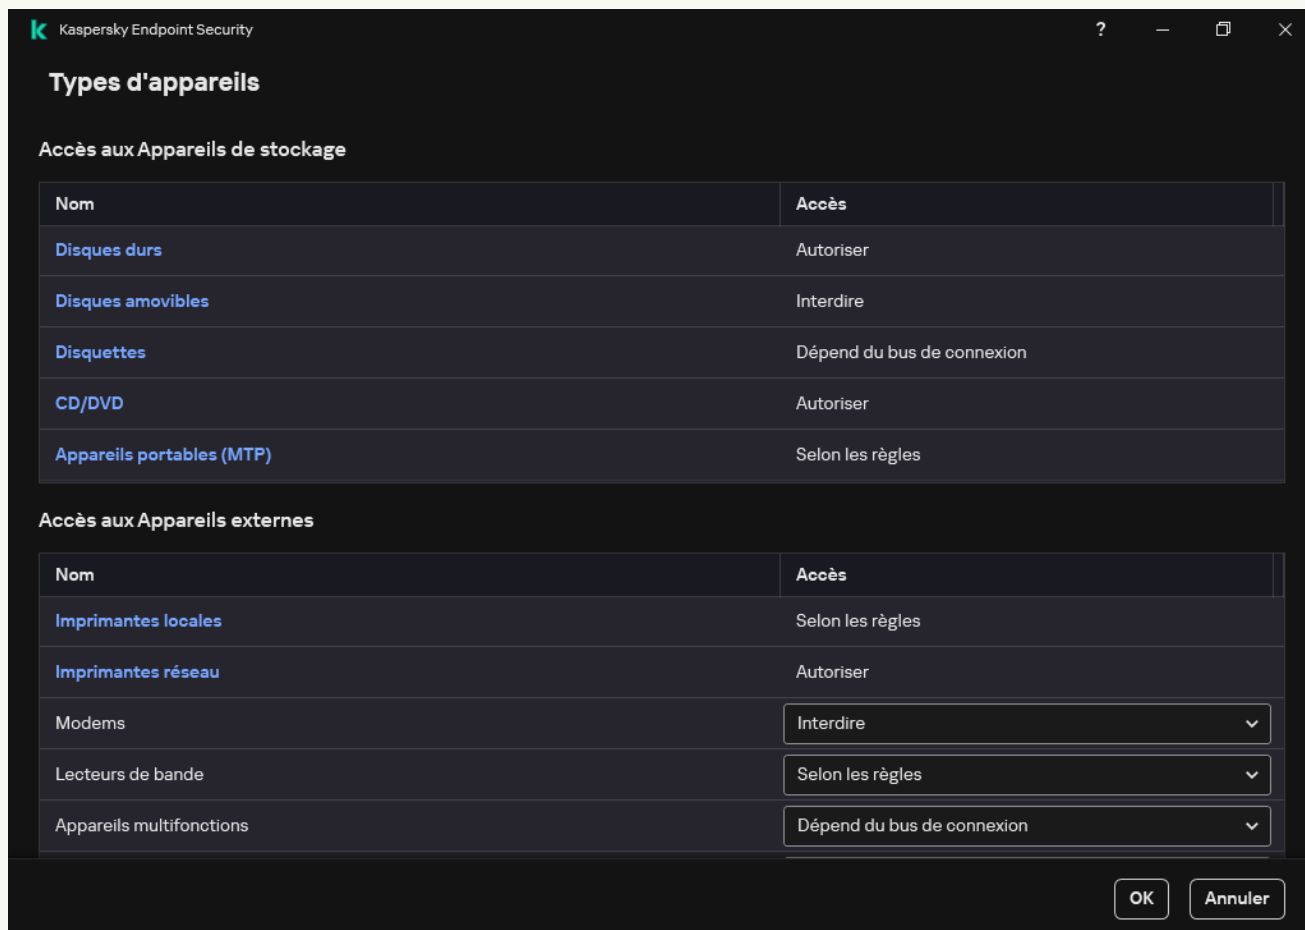 Kaspersky Endpoint Security
Types d'appareils
Accès aux Appareils de stockage
Nom Accès
Disques durs Autoriser
Disques amovibles Interdire
Disquettes Dépend du bus de connexion
CD/DVD Autoriser
Appareils portables (MTP) Selon les règles
Accès aux Appareils externes
Nom Accès
Imprimantes locales Selon les règles
Imprimantes réseau Autoriser
Modems Interdire
Lecteurs de bande Selon les règles
Appareils multifonctions Dépend du bus de connexion
OK Annuler